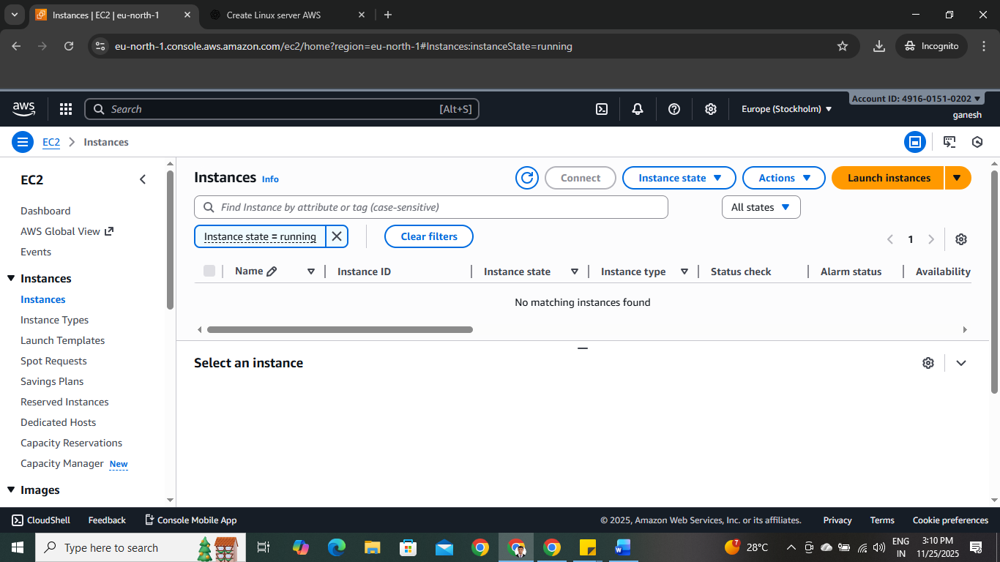 Instances | EC2 | eu-north-1
Create Linux server AWS
eu-north-1.console.aws.amazon.com/ec2/home?region=eu-north-1#Instances:instanceState=running
Incognito
aws
Search
[Alt+S]
Europe (Stockholm)
Account ID: 4916-0151-0202
ganesh
EC2
Instances
EC2
Dashboard
AWS Global View
Events
Instances
Instances
Instance Types
Launch Templates
Spot Requests
Savings Plans
Reserved Instances
Dedicated Hosts
Capacity Reservations
Capacity Manager New
Images
Instances Info
Connect
Instance state
Actions
Launch instances
Find Instance by attribute or tag (case-sensitive)
All states
Instance state = running
Clear filters
1
Name
Instance ID
Instance state
Instance type
Status check
Alarm status
Availability
No matching instances found
Select an instance
CloudShell
Feedback
Console Mobile App
© 2025, Amazon Web Services, Inc. or its affiliates.
Privacy
Terms
Cookie preferences
Type here to search
7
28°C
ENG
IN
3:10 PM
11/25/2025